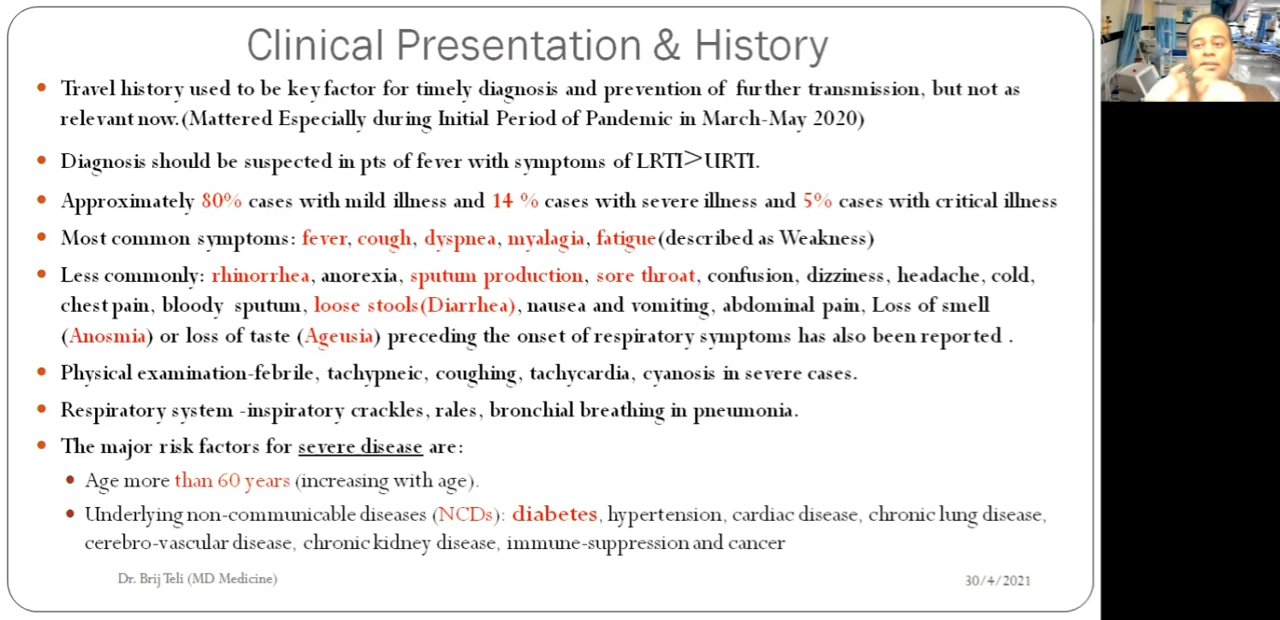 Clinical Presentation & History
• Travel history used to be key factor for timely diagnosis and prevention of further transmission, but not as
relevant now.(Mattered Especially during Initial Period of Pandemic in March-May 2020)
• Diagnosis should be suspected in pts of fever with symptoms of LRTI>URTI.
• Approximately 80% cases with mild illness and 14 % cases with severe illness and 5% cases with critical illness
• Most common symptoms: fever, cough, dyspnea, myalagia, fatigue(described as Weakness)
• Less commonly: rhinorrhea, anorexia, sputum production, sore throat, confusion, dizziness, headache, cold,
chest pain, bloody sputum, loose stools(Diarrhea), nausea and vomiting, abdominal pain, Loss of smell
(Anosmia) or loss of taste (Ageusia) preceding the onset of respiratory symptoms has also been reported .
• Physical examination-febrile, tachypneic, coughing, tachycardia, cyanosis in severe cases.
• Respiratory system -inspiratory crackles, rales, bronchial breathing in pneumonia.
• The major risk factors for severe disease are:
• Age more than 60 years (increasing with age).
• Underlying non-communicable diseases (NCDs): diabetes, hypertension, cardiac disease, chronic lung disease,
cerebro-vascular disease, chronic kidney disease, immune-suppression and cancer
Dr. Brij Teli (MD Medicine)
30/4/2021